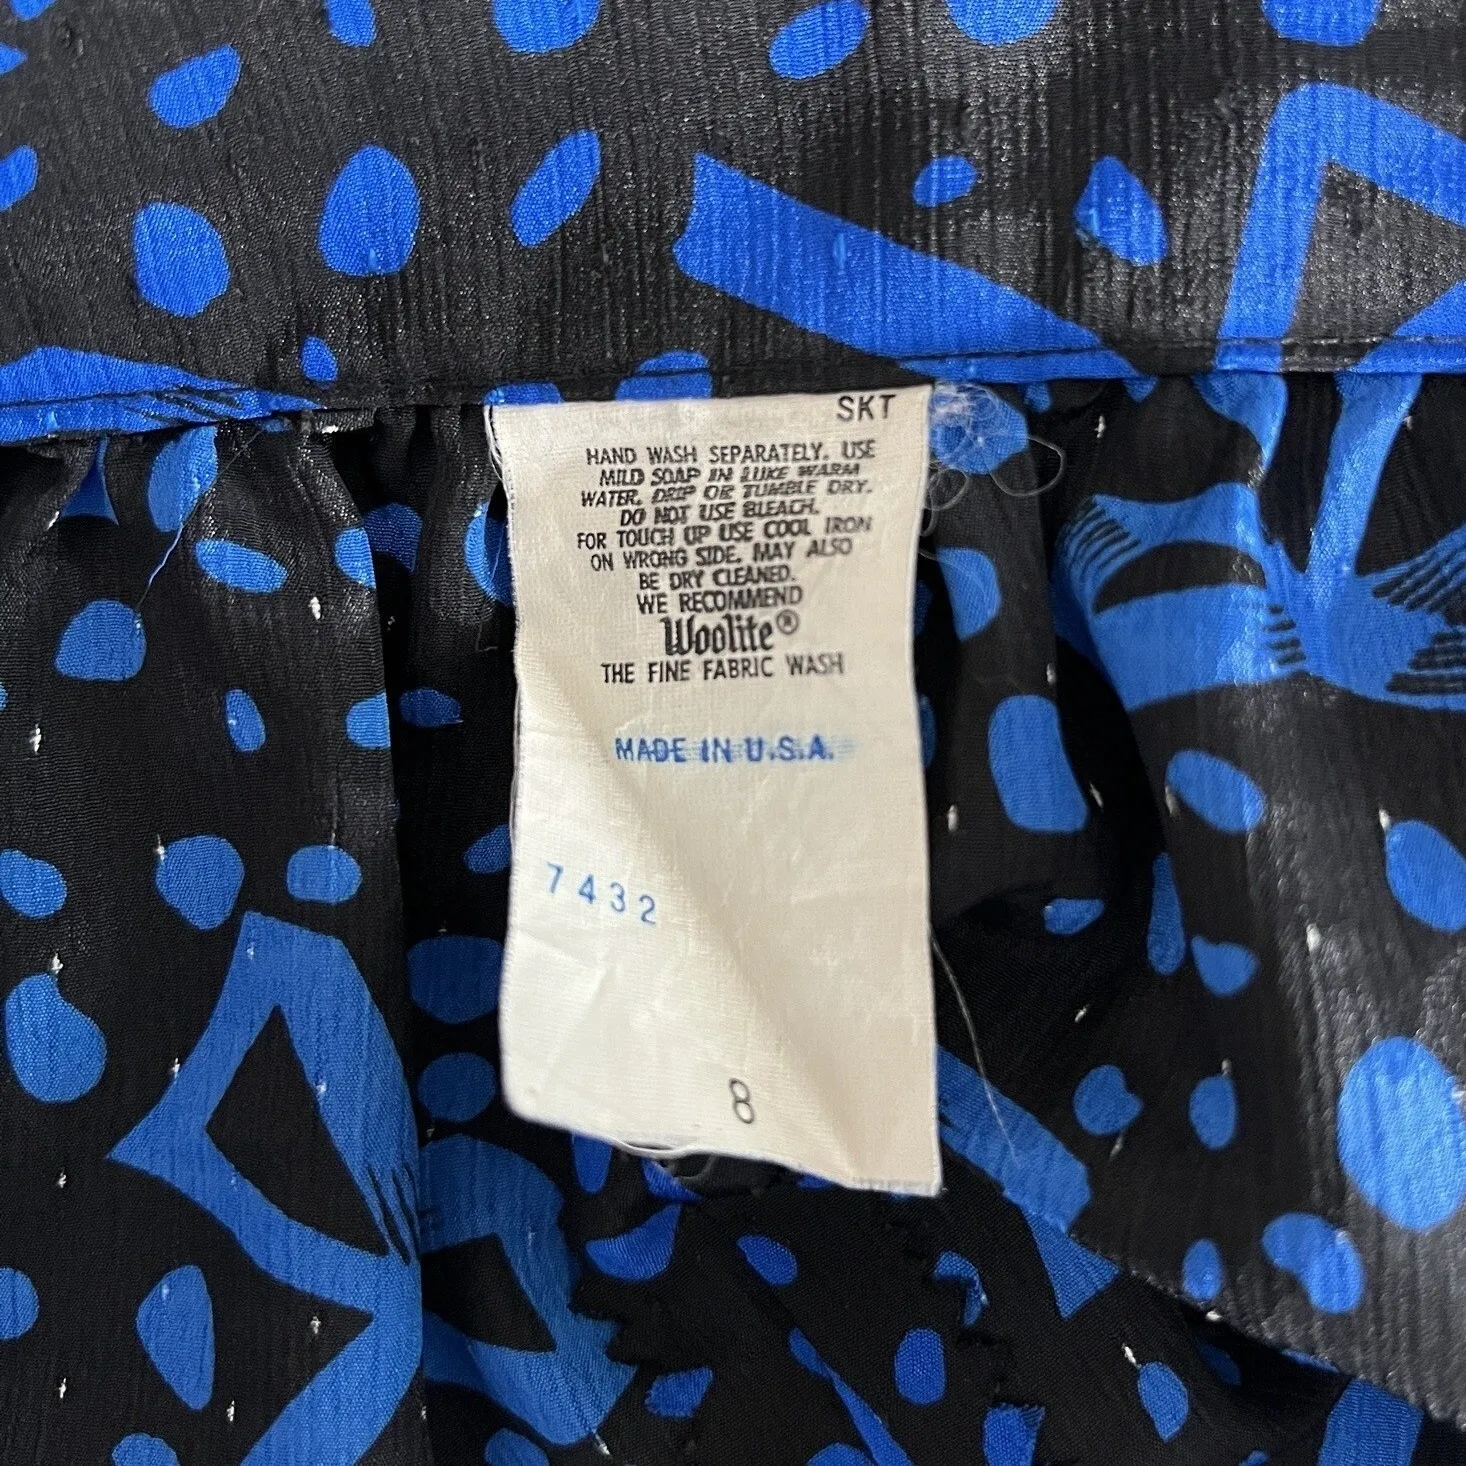 SKT
HAND WASH SEPARATELY. USE
MILD SOAP IN LUKE WARM
WATER. DRIP OR TUMBLE DRY.
DO NOT USE BLEACH.
FOR TOUCH UP USE COOL IRON
ON WRONG SIDE. MAY ALSO
BE DRY CLEANED.
WE RECOMMEND
Woolite®
THE FINE FABRIC WASH
MADE IN U.S.A.
7432
8